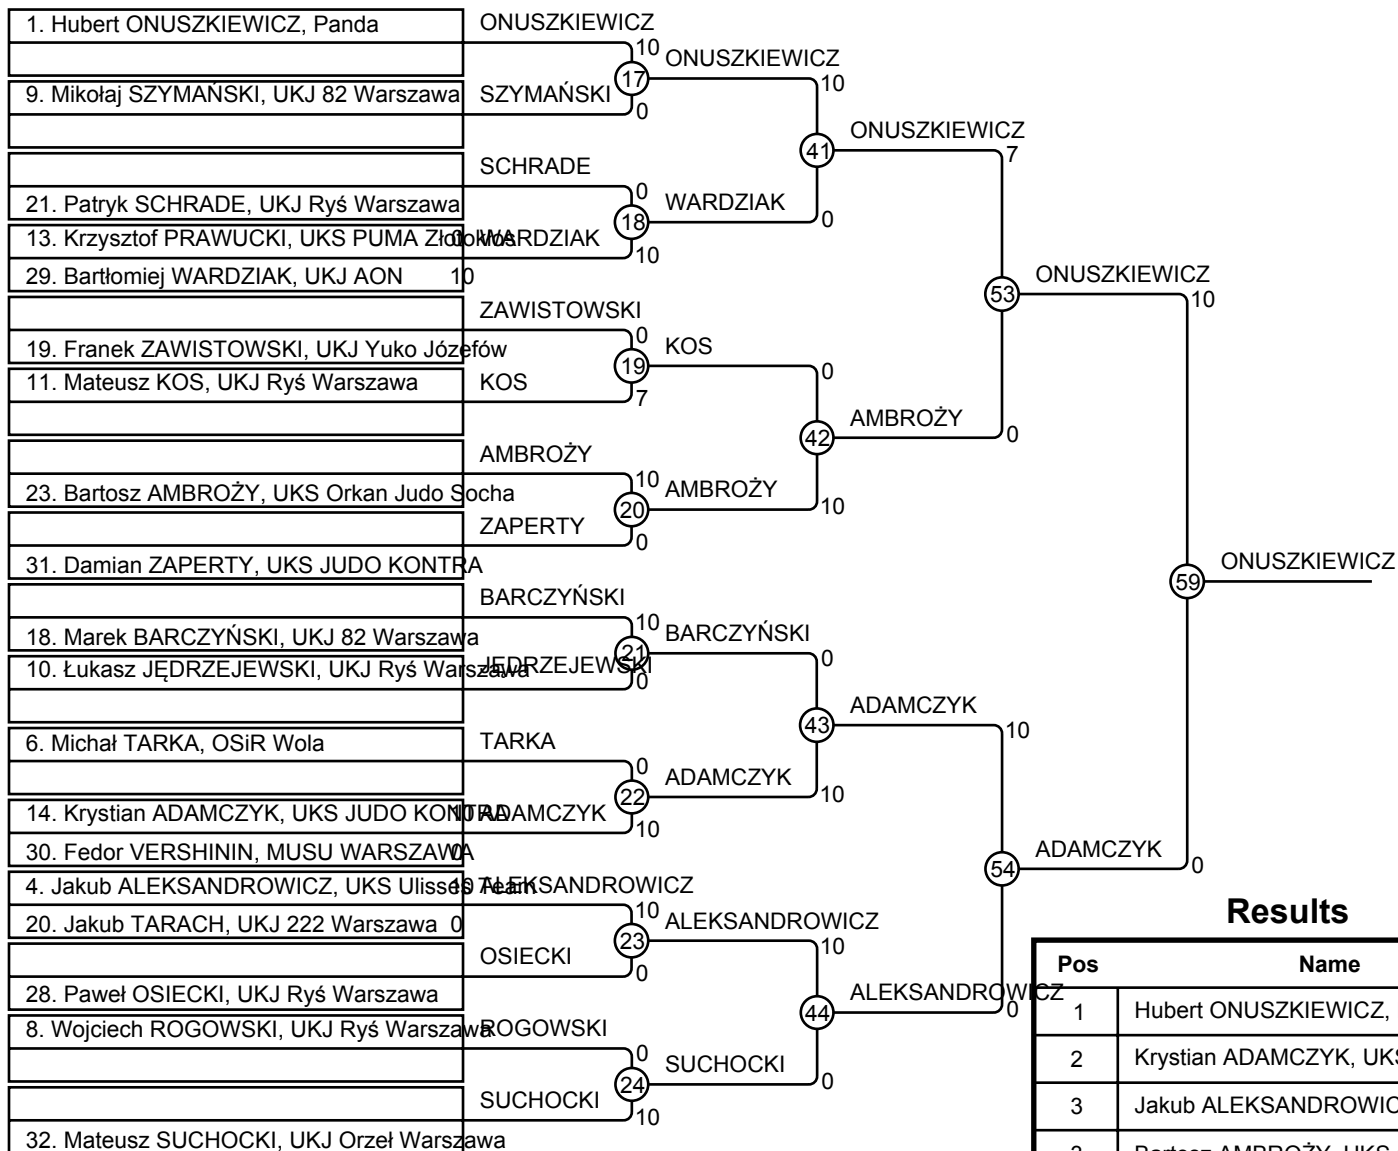 1. Hubert ONUSZKIEWICZ, Panda
9. Mikołaj SZYMAŃSKI, UKJ 82 Warszawa
21. Patryk SCHRADE, UKJ Ryś Warszawa
13. Krzysztof PRAWUCKI, UKS PUMA Złotokłos 0
29. Bartłomiej WARDZIAK, UKJ AON 10
19. Franek ZAWISTOWSKI, UKJ Yuko Józefów
11. Mateusz KOS, UKJ Ryś Warszawa
23. Bartosz AMBROŻY, UKS Orkan Judo Socha
31. Damian ZAPERTY, UKS JUDO KONTRA
18. Marek BARCZYŃSKI, UKJ 82 Warszawa
10. Łukasz JĘDRZEJEWSKI, UKJ Ryś Warszawa
6. Michał TARKA, OSiR Wola
14. Krystian ADAMCZYK, UKS JUDO KONTRA 10
30. Fedor VERSHININ, MUSU WARSZAWA 0
4. Jakub ALEKSANDROWICZ, UKS Ulisses Team 10
20. Jakub TARACH, UKJ 222 Warszawa 0
28. Paweł OSIECKI, UKJ Ryś Warszawa
8. Wojciech ROGOWSKI, UKJ Ryś Warszawa
32. Mateusz SUCHOCKI, UKJ Orzeł Warszawa
ONUSZKIEWICZ
10
17
SZYMAŃSKI
0
SCHRADE
0
18
WARDZIAK
10
ZAWISTOWSKI
0
19
KOS
7
AMBROŻY
10
20
ZAPERTY
0
BARCZYŃSKI
10
21
JĘDRZEJEWSKI
0
TARKA
0
22
ADAMCZYK
10
ALEKSANDROWICZ
10
23
OSIECKI
0
ROGOWSKI
0
24
SUCHOCKI
10
ONUSZKIEWICZ
10
41
WARDZIAK
0
KOS
0
42
AMBROŻY
10
BARCZYŃSKI
0
43
ADAMCZYK
10
ALEKSANDROWICZ
10
44
SUCHOCKI
0
ONUSZKIEWICZ
7
53
AMBROŻY
0
ADAMCZYK
10
54
ALEKSANDROWICZ
0
ONUSZKIEWICZ
10
59
ADAMCZYK
0
ONUSZKIEWICZ
Results
Pos Name
1 Hubert ONUSZKIEWICZ,
2 Krystian ADAMCZYK, UKS
3 Jakub ALEKSANDROWIC
3 Bartosz AMBROŻY, UKS